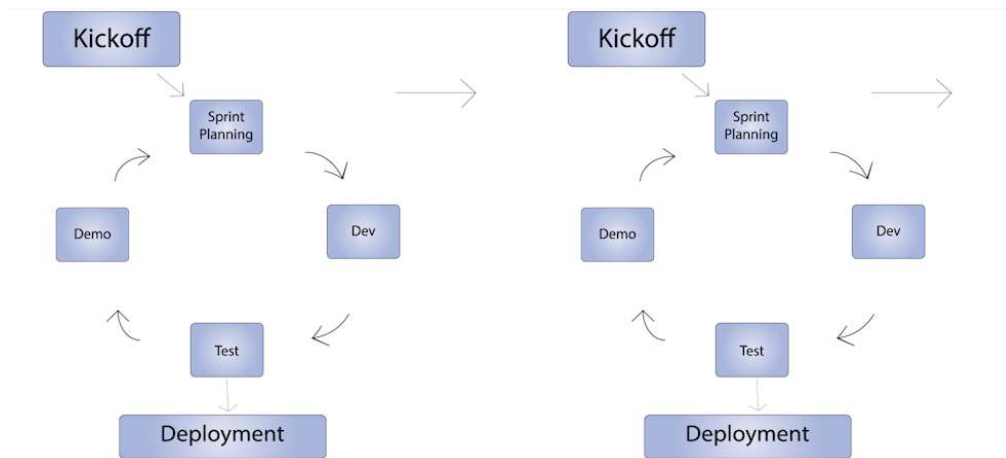 Kickoff
Sprint
Planning
Demo
Dev
Test
Deployment
Kickoff
Sprint
Planning
Demo
Dev
Test
Deployment